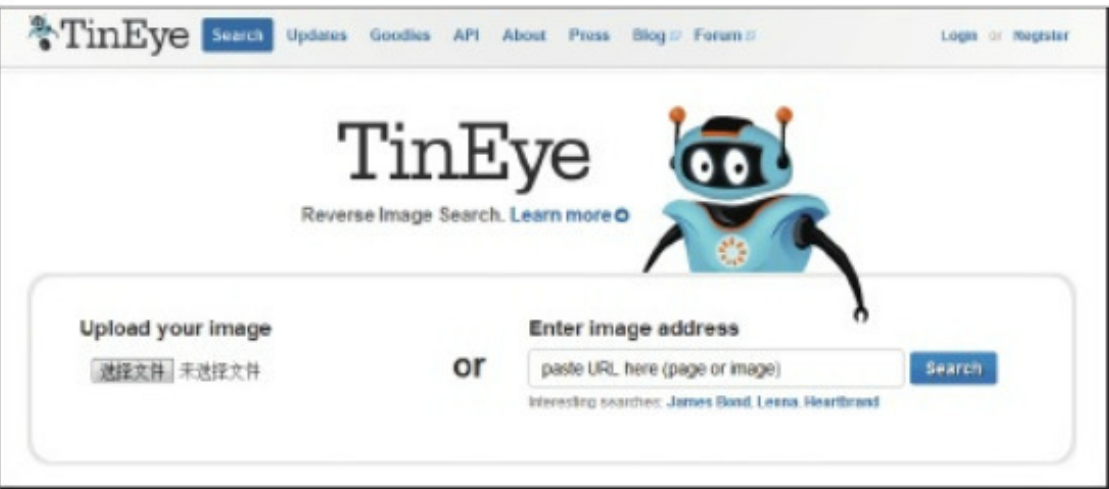 TinEye Search Updates Goodies API About Press Blog Forum Login or Register
TinEye
Reverse Image Search. Learn more
Upload your image
选择文件 未选择文件
or
Enter image address
paste URL here (page or image) Search
Interesting searches: James Bond, Lenna, Heartbrand